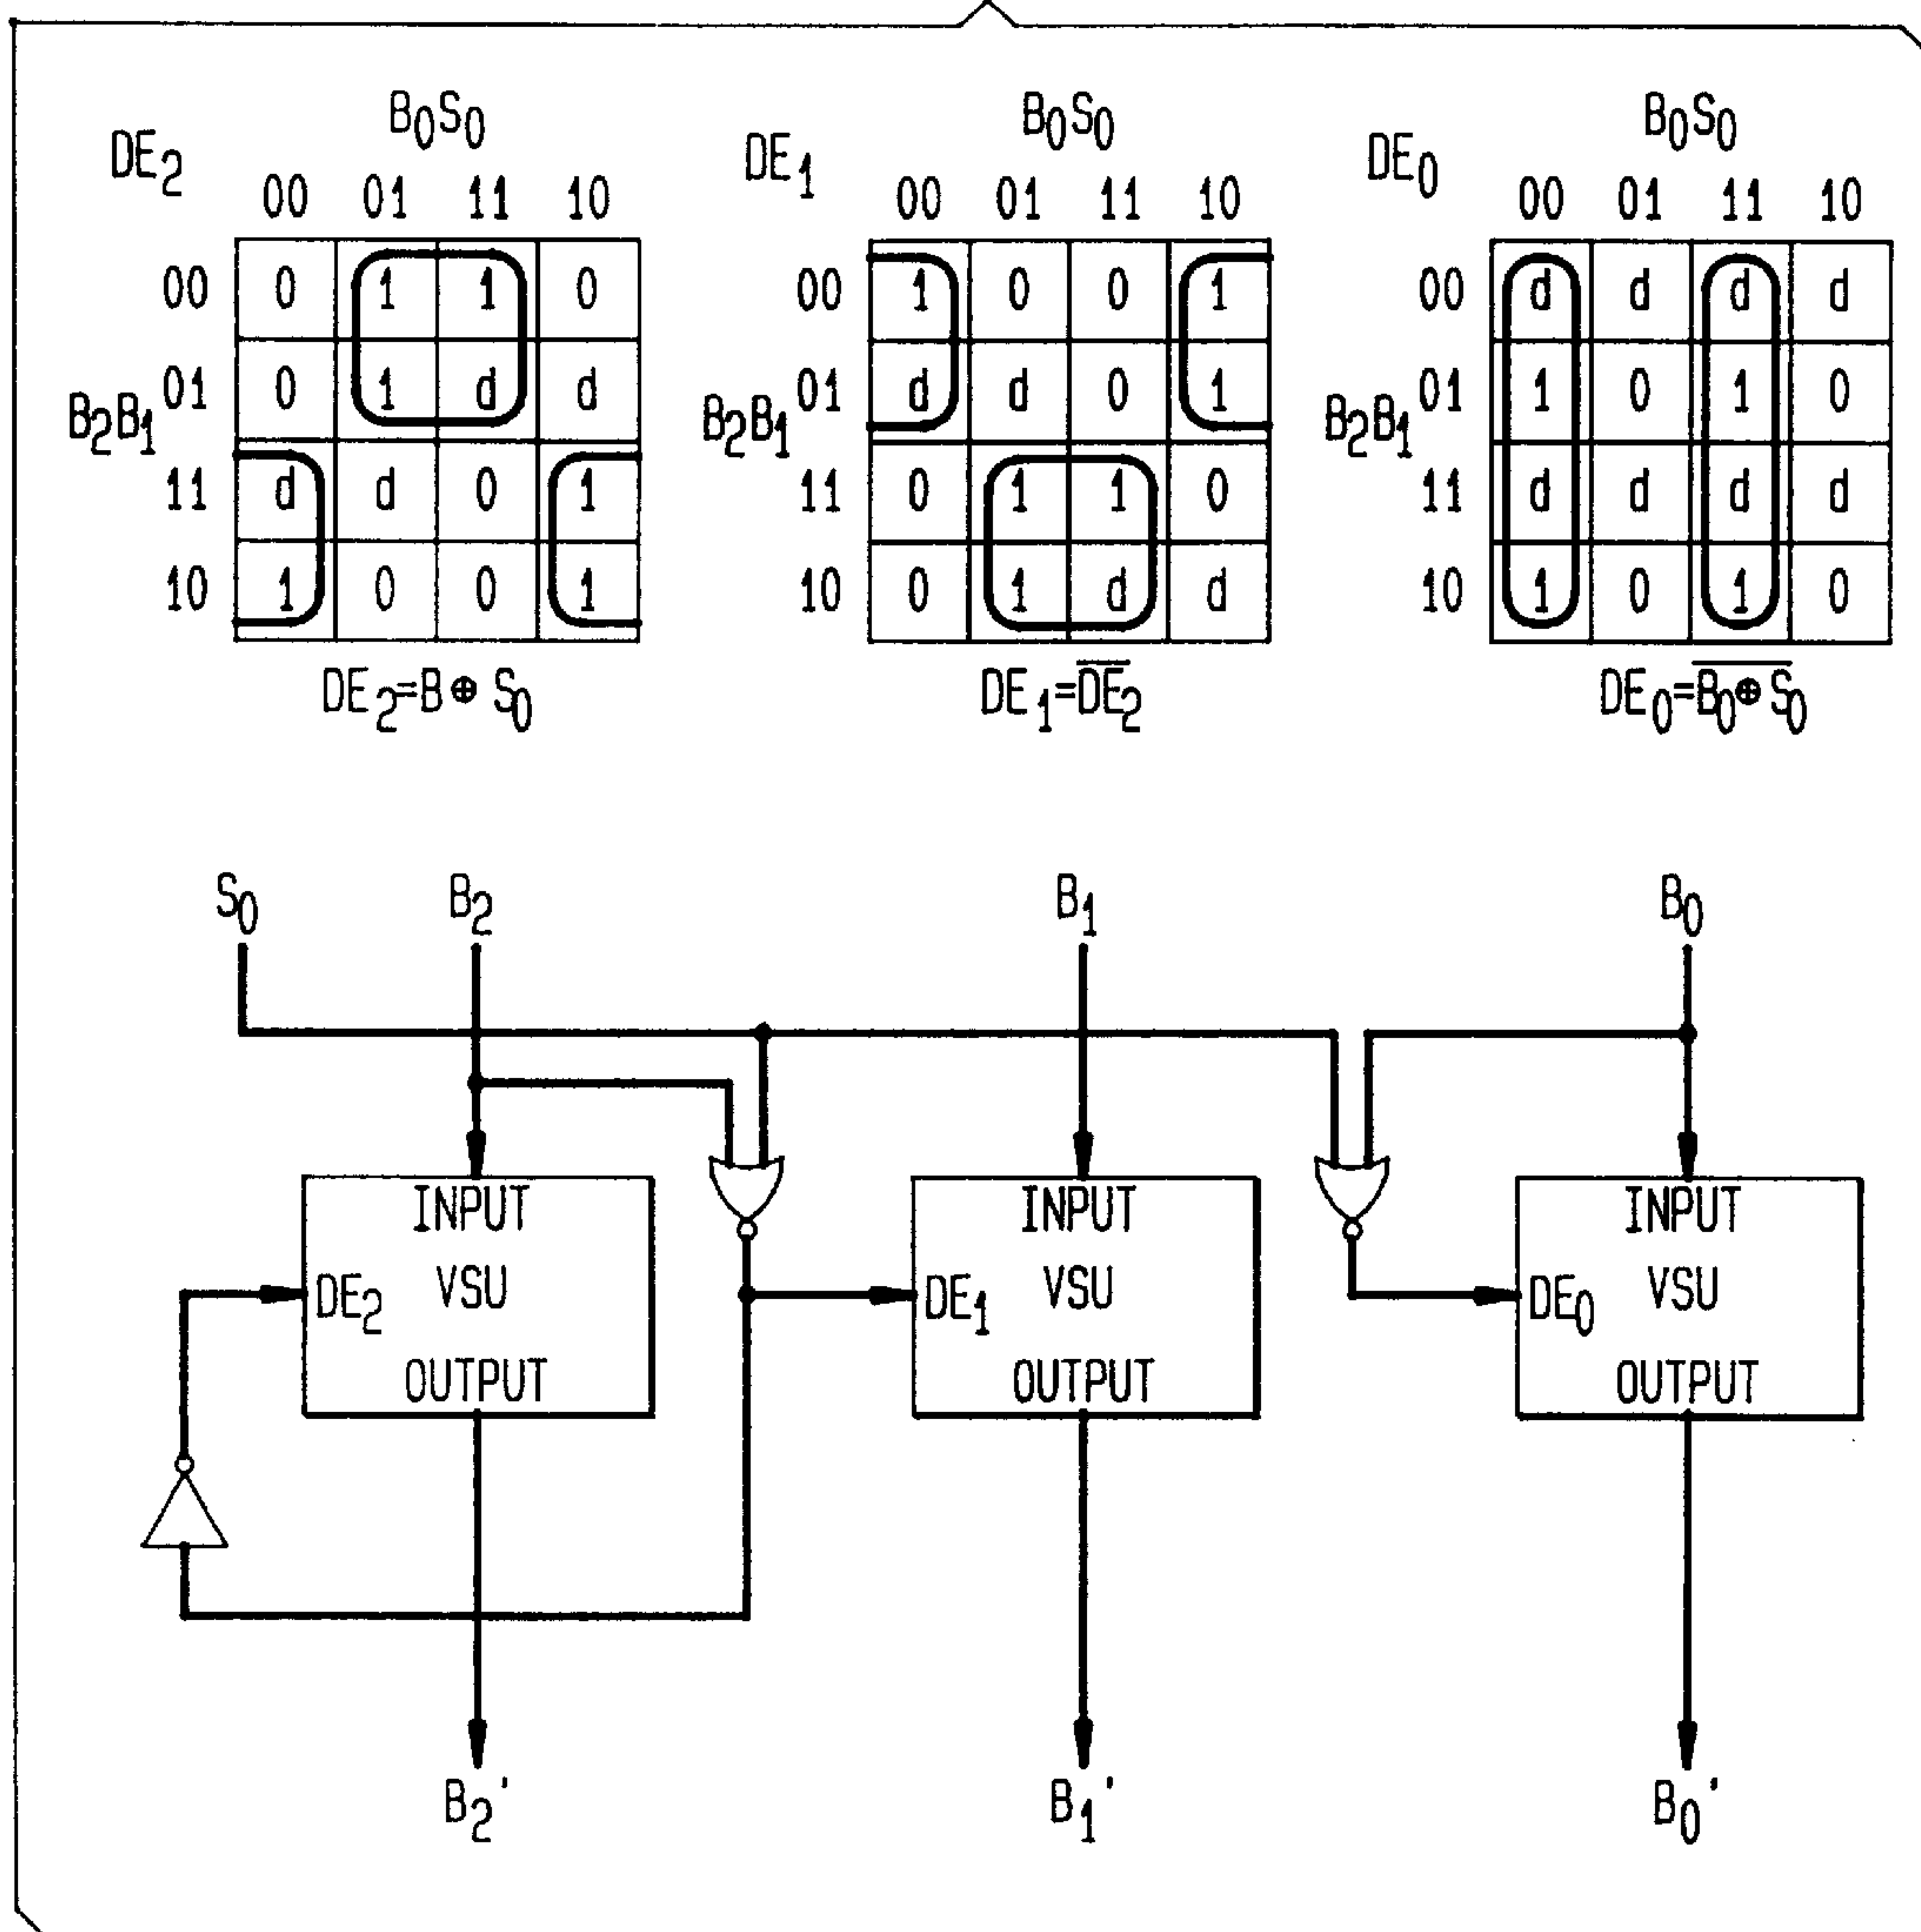 DE₂ B₀S₀
00 01 11 10
B₂B₁
00 0 1 1 0
01 0 1 d d
11 d d 0 1
10 1 0 0 1
DE₂=B ⊕ S₀
DE₁ B₀S₀
00 01 11 10
B₂B₁
00 1 0 0 1
01 d d 0 1
11 0 1 1 0
10 0 1 d d
DE₁=D̅E̅₂
DE₀ B₀S₀
00 01 11 10
B₂B₁
00 d d d d
01 1 0 1 0
11 d d d d
10 1 0 1 0
DE₀=B̅₀̅⊕̅S̅₀
S₀ B₂ B₁ B₀
INPUT
VSU
DE₂
OUTPUT
INPUT
VSU
DE₁
OUTPUT
INPUT
VSU
DE₀
OUTPUT
B₂' B₁' B₀'